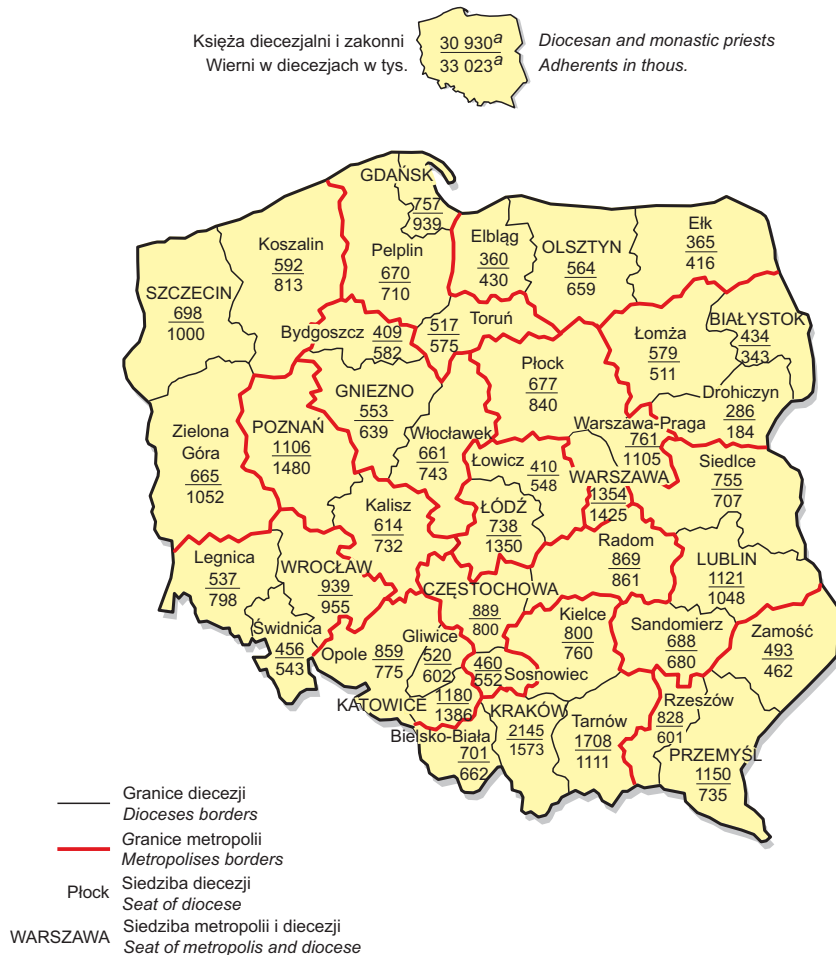 Księża diecezjalni i zakonni
Wierni w diecezjach w tys.
30 930a
33 023a
Diocesan and monastic priests
Adherents in thous.
GDAŃSK
757
939
Koszalin
592
813
Pelplin
670
710
Elbląg
360
430
OLSZTYN
564
659
Ełk
365
416
SZCZECIN
698
1000
Bydgoszcz
409
582
517
575
Toruń
Łomża
579
511
BIAŁYSTOK
434
343
Płock
677
840
Drohiczyn
286
184
GNIEZNO
553
639
POZNAŃ
1106
1480
Zielona
Góra
665
1052
Włocławek
661
743
Warszawa-Praga
761
1105
Łowicz
410
548
WARSZAWA
1354
1425
Siedlce
755
707
Kalisz
614
732
ŁÓDŹ
738
1350
Radom
869
861
LUBLIN
1121
1048
Legnica
537
798
WROCŁAW
939
955
CZĘSTOCHOWA
889
800
Kielce
800
760
Sandomierz
688
680
Zamość
493
462
Świdnica
456
543
Opole
859
775
Gliwice
520
602
460
552
Sosnowiec
KATOWICE
1180
1386
KRAKÓW
2145
1573
Tarnów
1708
1111
Rzeszów
828
601
Bielsko-Biała
701
662
PRZEMYŚL
1150
735
Granice diecezji
Dioceses borders
Granice metropolii
Metropolises borders
Płock
Siedziba diecezji
Seat of diocese
WARSZAWA
Siedziba metropolii i diecezji
Seat of metropolis and diocese